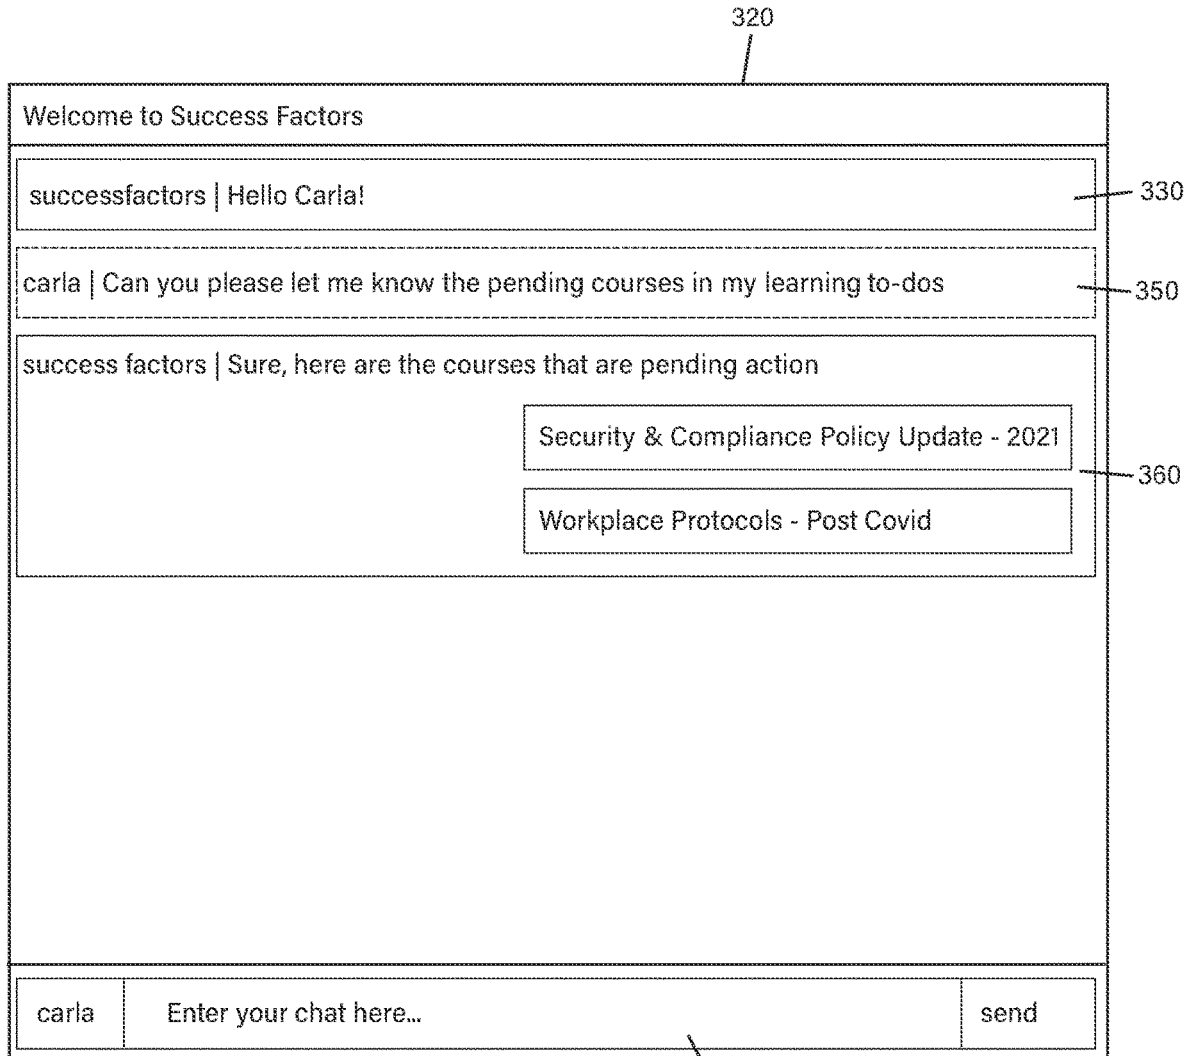 320
Welcome to Success Factors
successfactors | Hello Carla!
330
carla | Can you please let me know the pending courses in my learning to-dos
350
success factors | Sure, here are the courses that are pending action
Security & Compliance Policy Update - 2021
360
Workplace Protocols - Post Covid
carla Enter your chat here... send